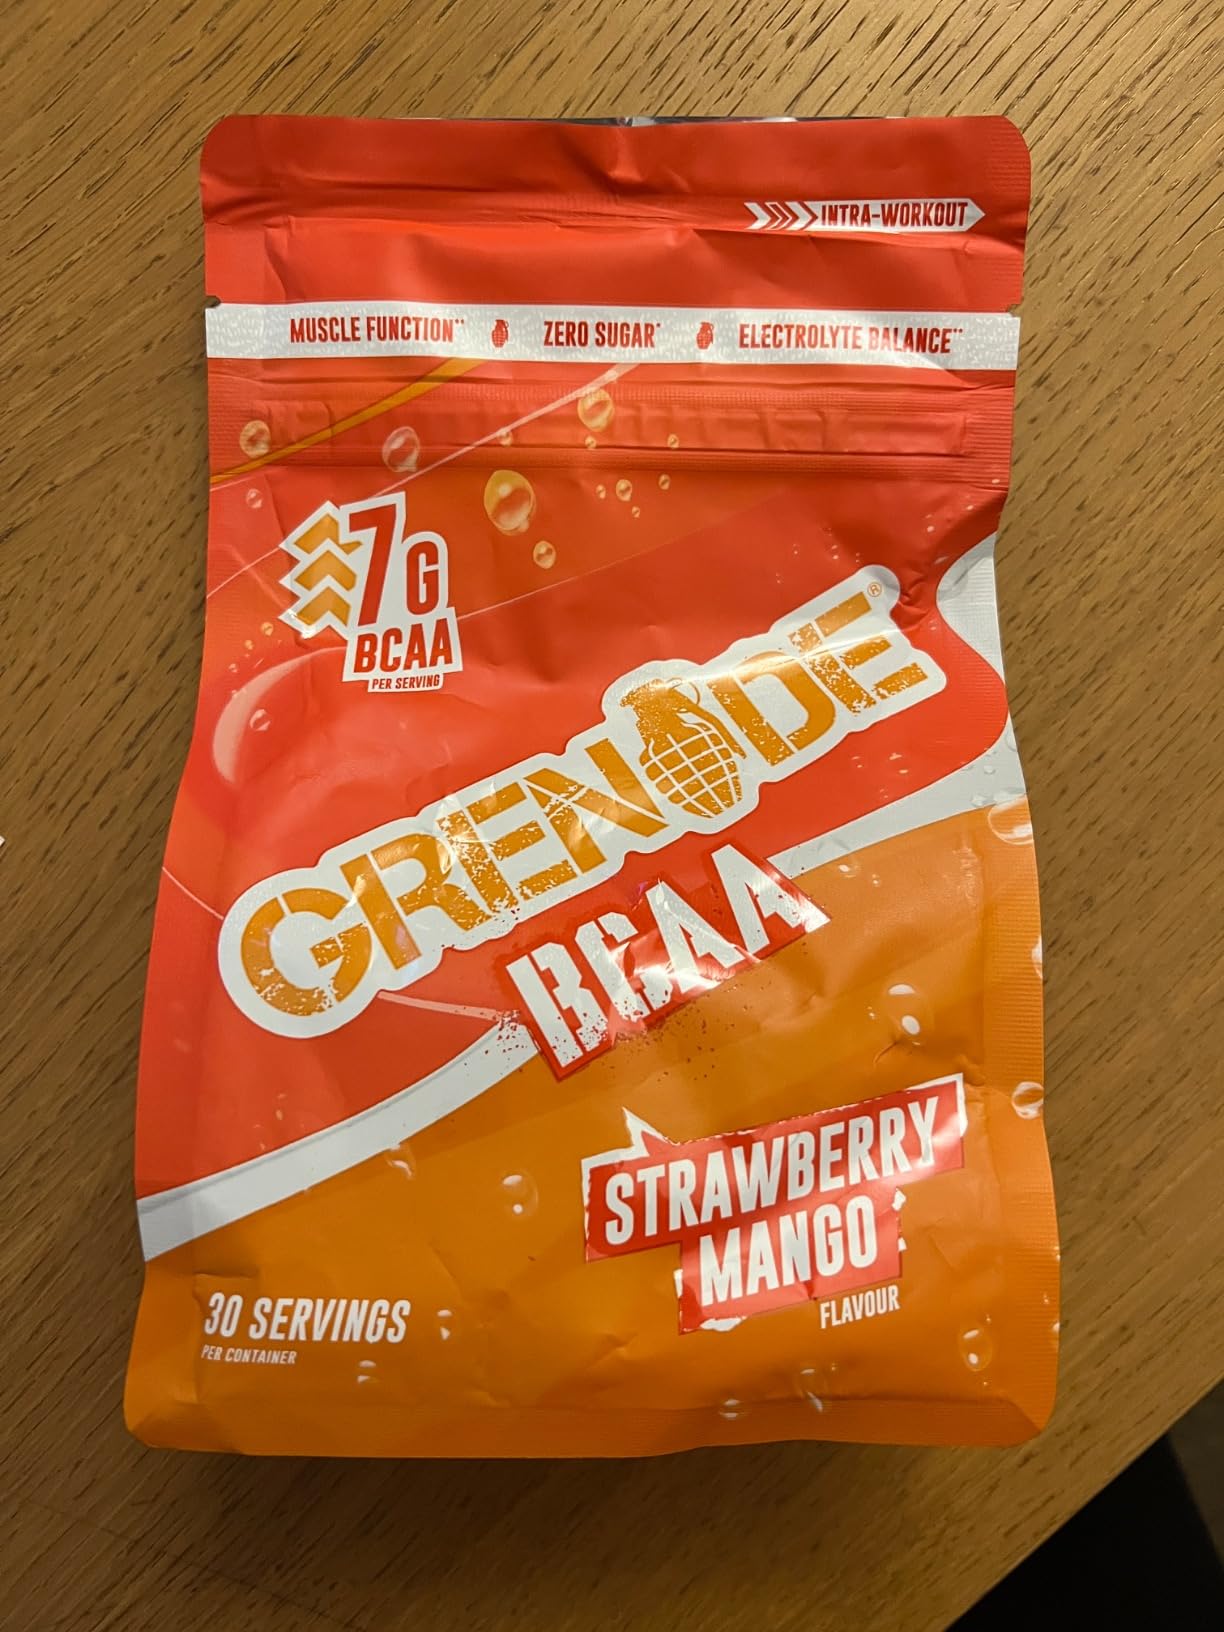 INTRA-WORKOUT
MUSCLE FUNCTION** ZERO SUGAR* ELECTROLYTE BALANCE**
7G
BCAA
PER SERVING
GRENADE®
BCAA
STRAWBERRY
MANGO
FLAVOUR
30 SERVINGS
PER CONTAINER